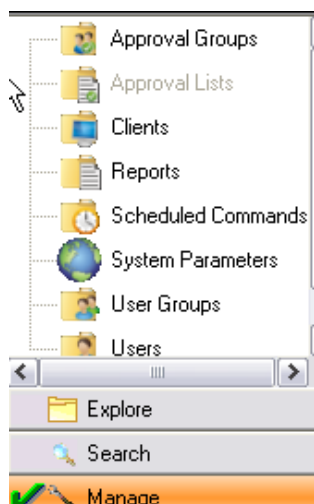 Approval Groups
Approval Lists
Clients
Reports
Scheduled Commands
System Parameters
User Groups
Users
Explore
Search
Manage